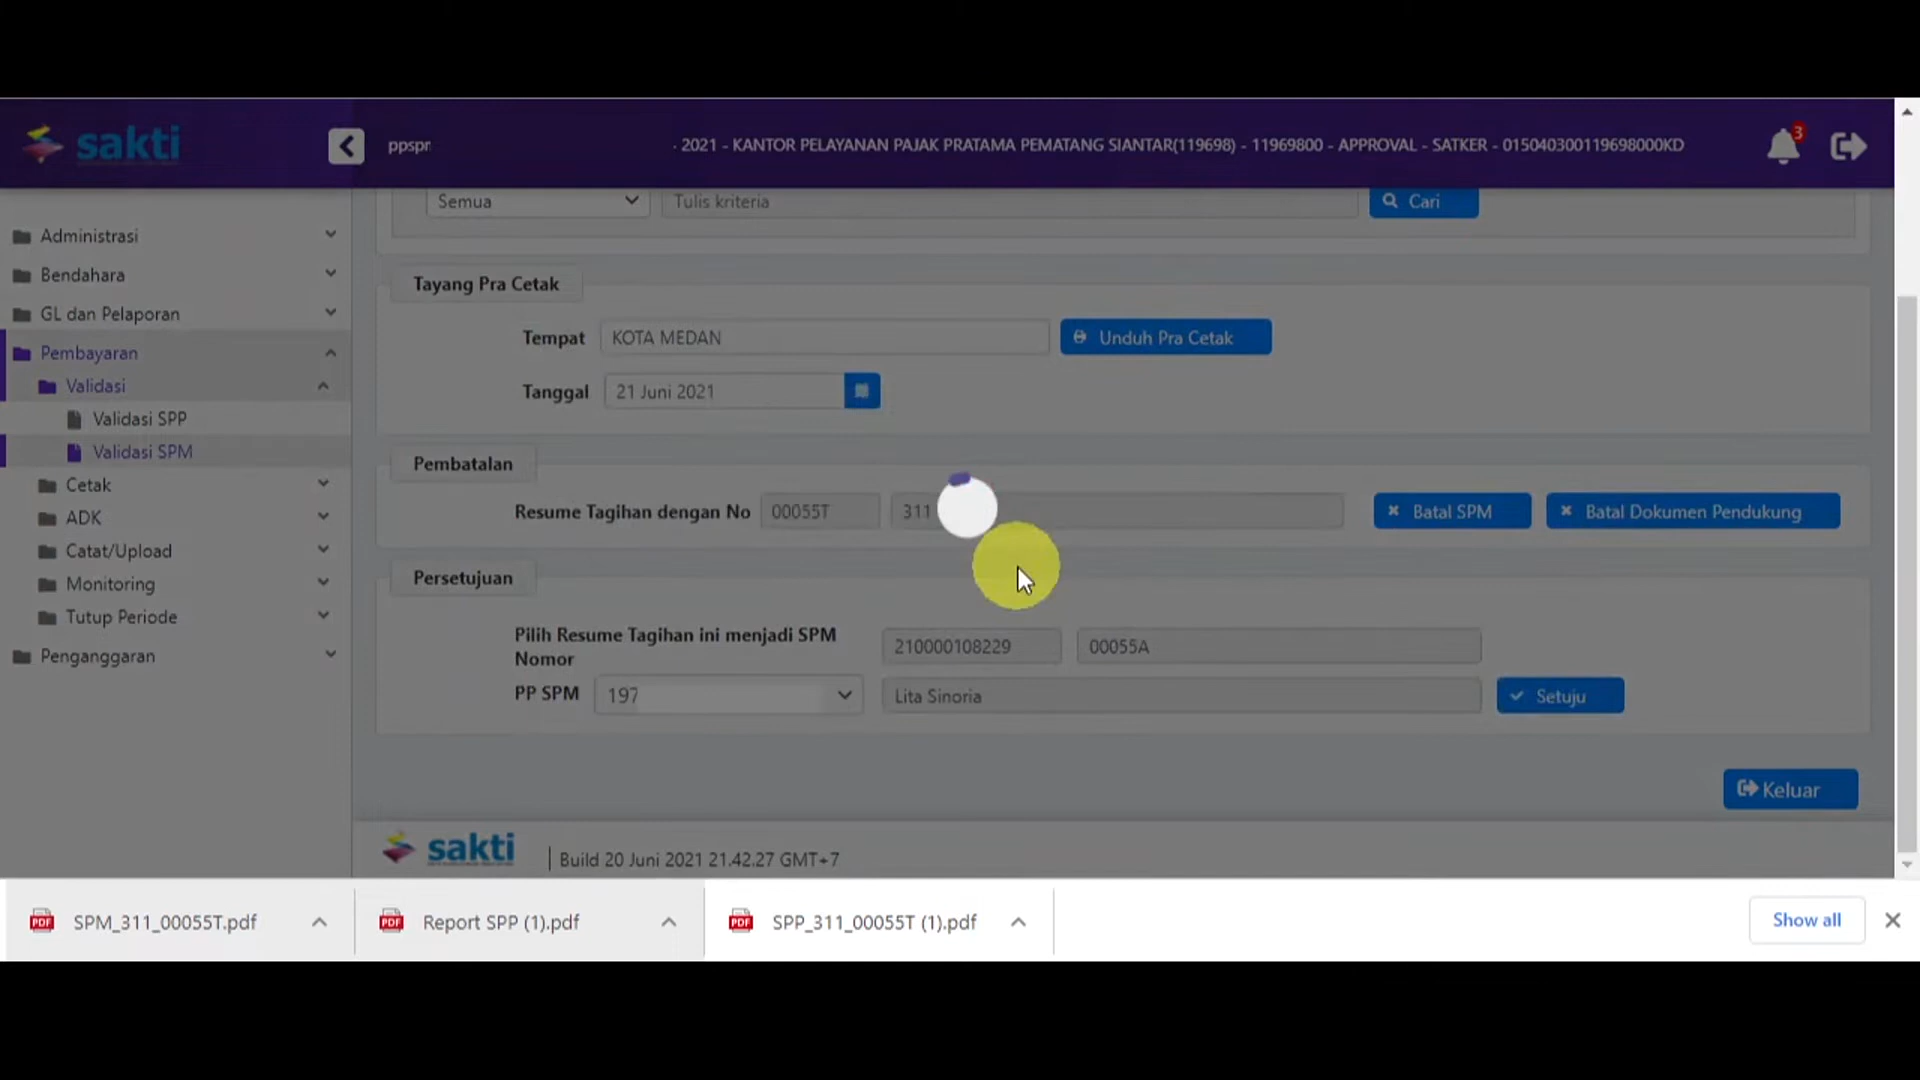 sakti
ppspm
- 2021 - KANTOR PELAYANAN PAJAK PRATAMA PEMATANG SIANTAR(119698) - 11969800 - APPROVAL - SATKER - 015040300119698000KD
3
Administrasi
Bendahara
GL dan Pelaporan
Pembayaran
Validasi
Validasi SPP
Validasi SPM
Cetak
ADK
Catat/Upload
Monitoring
Tutup Periode
Penganggaran
Semua
Tulis kriteria
Cari
Tayang Pra Cetak
Tempat
KOTA MEDAN
Unduh Pra Cetak
Tanggal
21 Juni 2021
Pembatalan
Resume Tagihan dengan No
00055T
311
Batal SPM
Batal Dokumen Pendukung
Persetujuan
Pilih Resume Tagihan ini menjadi SPM
Nomor
210000108229
00055A
PP SPM
197
Lita Sinoria
Setuju
Keluar
sakti
Build 20 Juni 2021 21.42.27 GMT+7
SPM_311_00055T.pdf
Report SPP (1).pdf
SPP_311_00055T (1).pdf
Show all